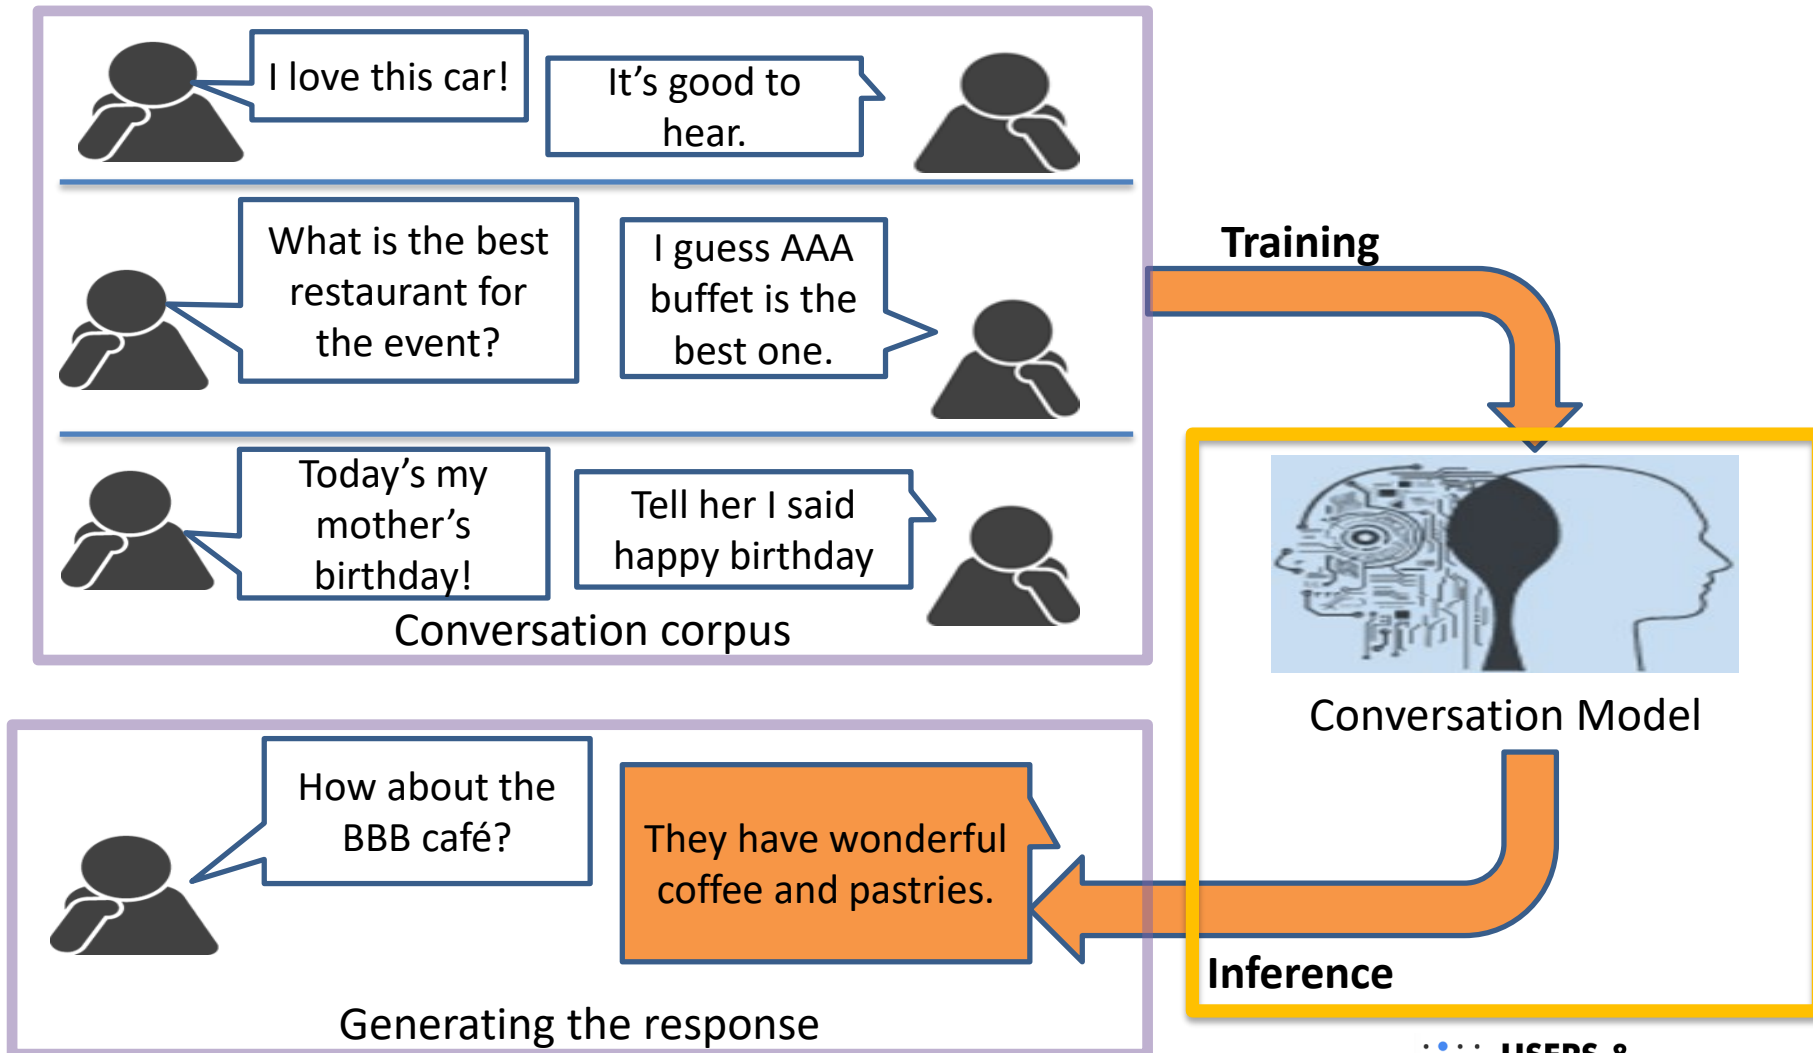 I love this car!
It's good to
hear.
What is the best
restaurant for
the event?
I guess AAA
buffet is the
best one.
Today's my
mother's
birthday!
Tell her I said
happy birthday
Conversation corpus
Training
Conversation Model
How about the
BBB café?
They have wonderful
coffee and pastries.
Inference
Generating the response
USERS &